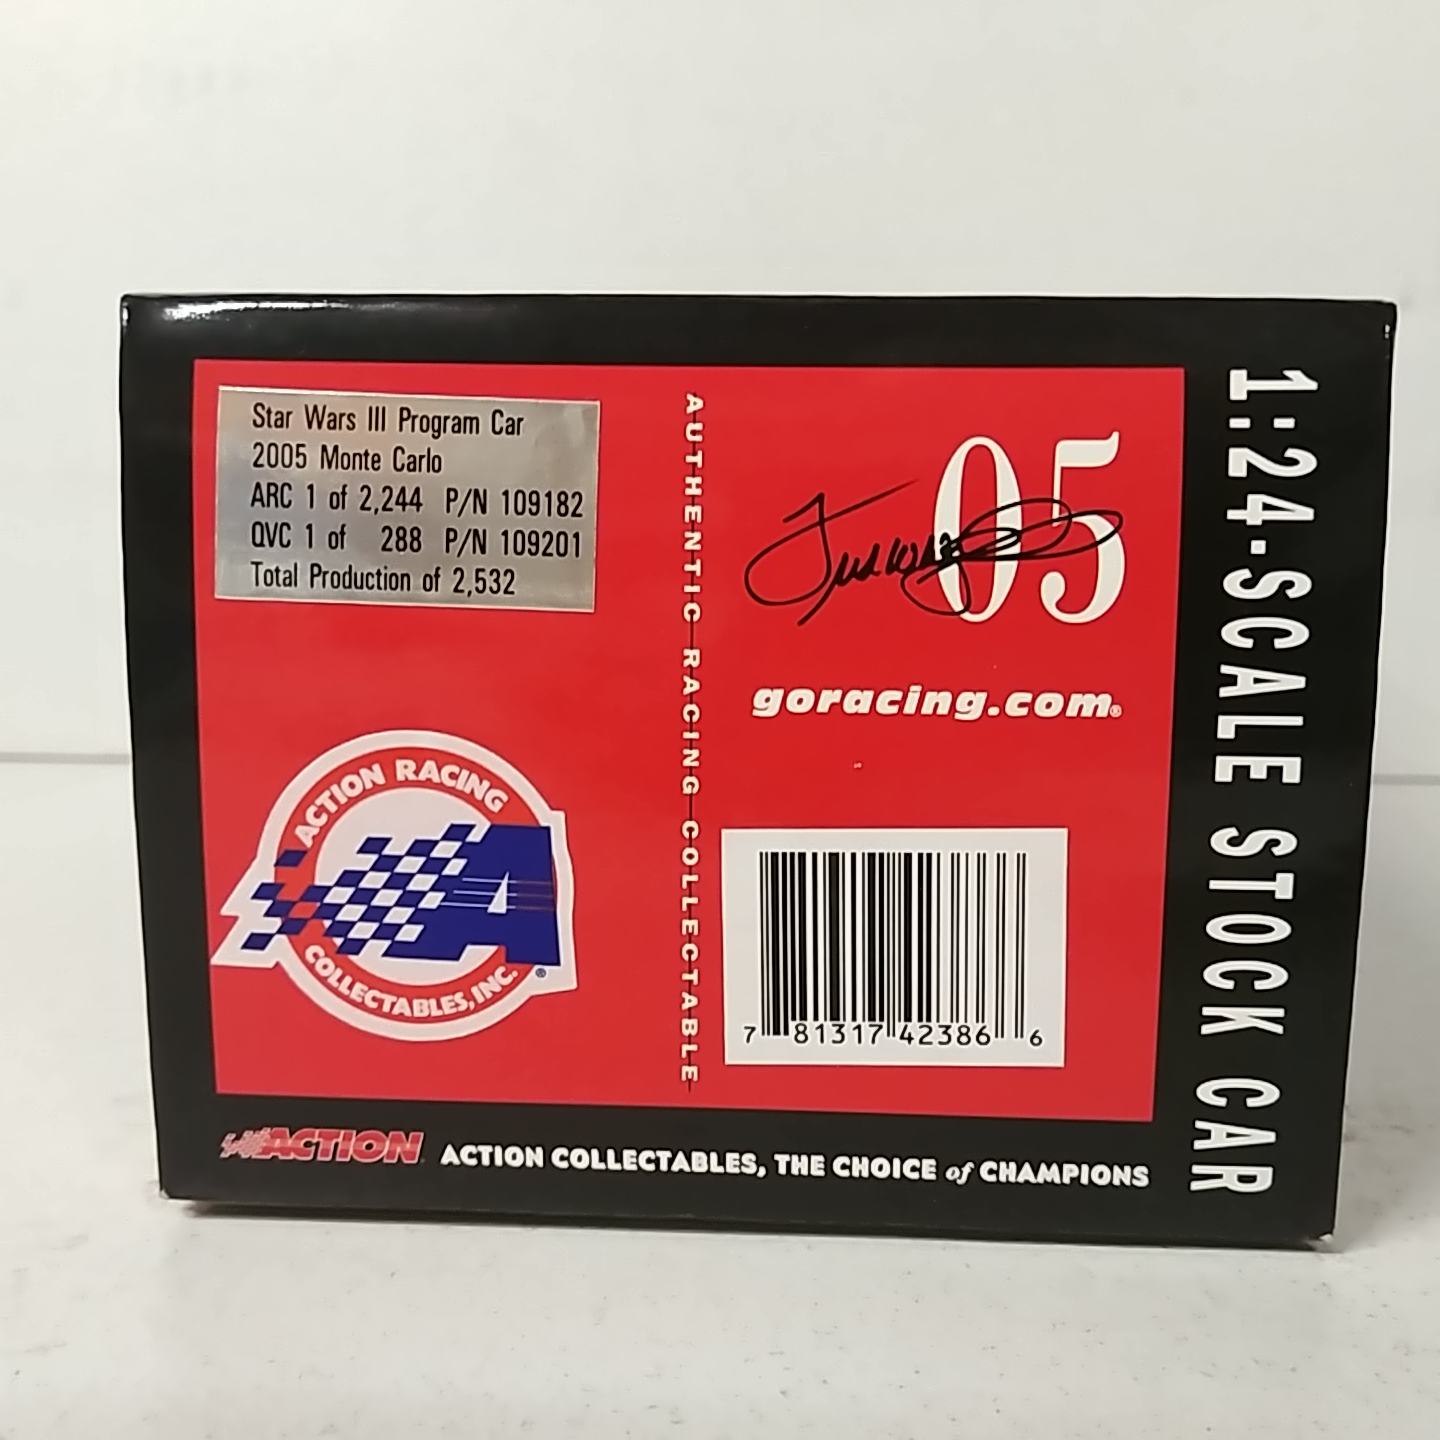 Star Wars III Program Car
2005 Monte Carlo
ARC 1 of 2,244 P/N 109182
QVC 1 of 288 P/N 109201
Total Production of 2,532
ACTION RACING
COLLECTABLES, INC.®
AUTHENTIC RACING COLLECTABLE
05
goracing.com®
7 81317 42386 6
1:24-SCALE STOCK CAR
ACTION
ACTION COLLECTABLES, THE CHOICE of CHAMPIONS